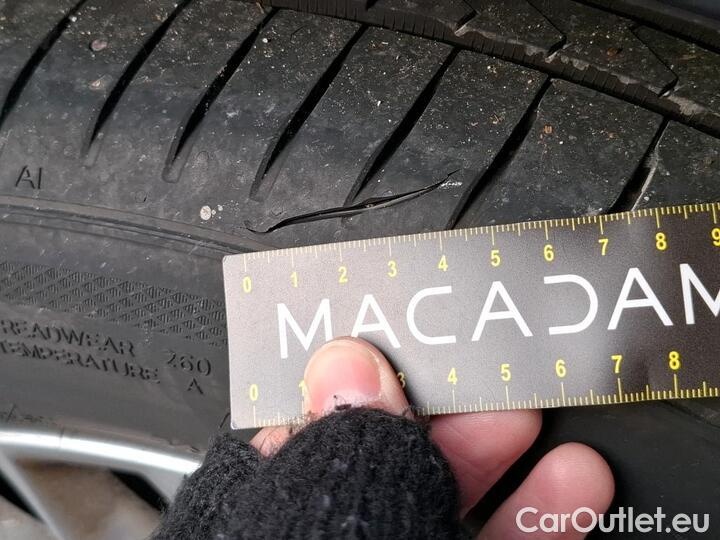 AI
0 1 2 3 4 5 6 7 8 9
MACADAM
READWEAR 260
TEMPERATURE A
0 1 3 4 5 6 7 8
CarOutlet.eu